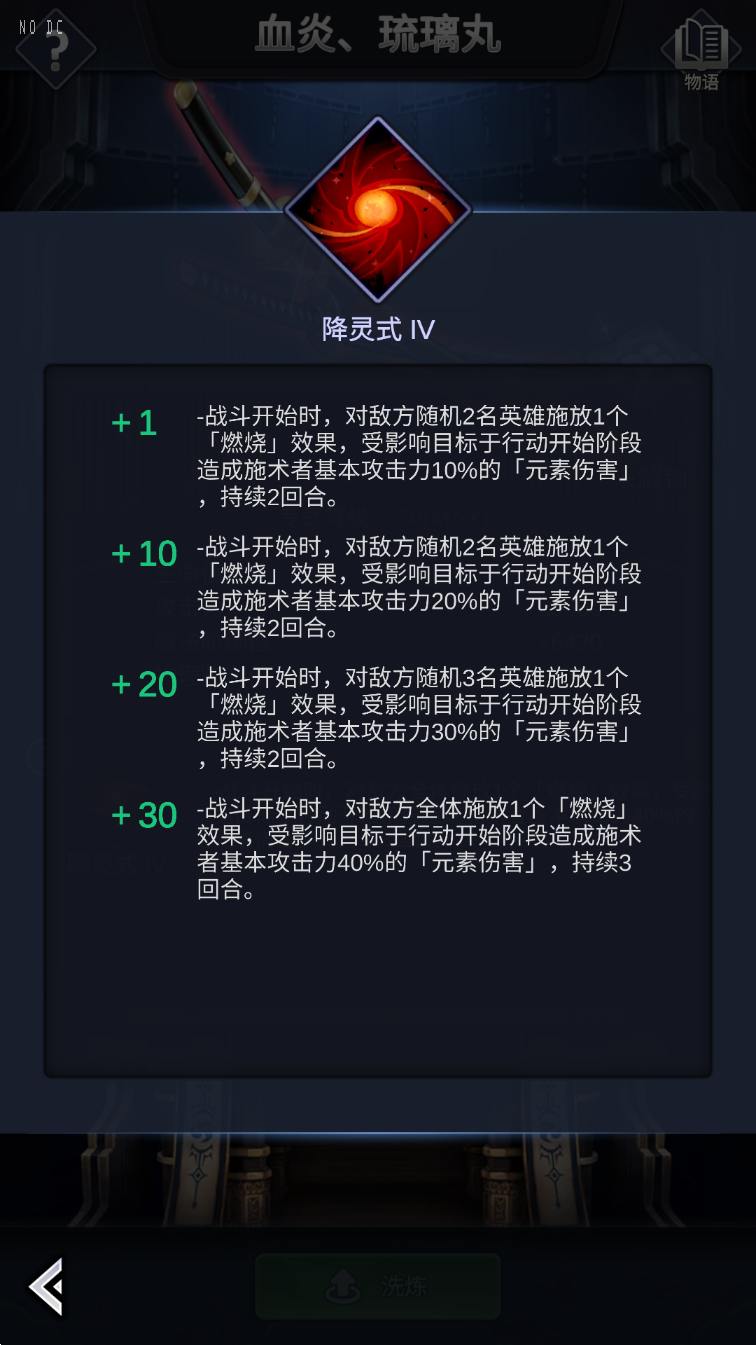 NO DC
?
血炎、琉璃丸
物语
降灵式 IV
+1
-战斗开始时，对敌方随机2名英雄施放1个
「燃烧」效果，受影响目标于行动开始阶段
造成施术者基本攻击力10%的「元素伤害」
，持续2回合。
+10
-战斗开始时，对敌方随机2名英雄施放1个
「燃烧」效果，受影响目标于行动开始阶段
造成施术者基本攻击力20%的「元素伤害」
，持续2回合。
+20
-战斗开始时，对敌方随机3名英雄施放1个
「燃烧」效果，受影响目标于行动开始阶段
造成施术者基本攻击力30%的「元素伤害」
，持续2回合。
+30
-战斗开始时，对敌方全体施放1个「燃烧」
效果，受影响目标于行动开始阶段造成施术
者基本攻击力40%的「元素伤害」，持续3
回合。
洗炼